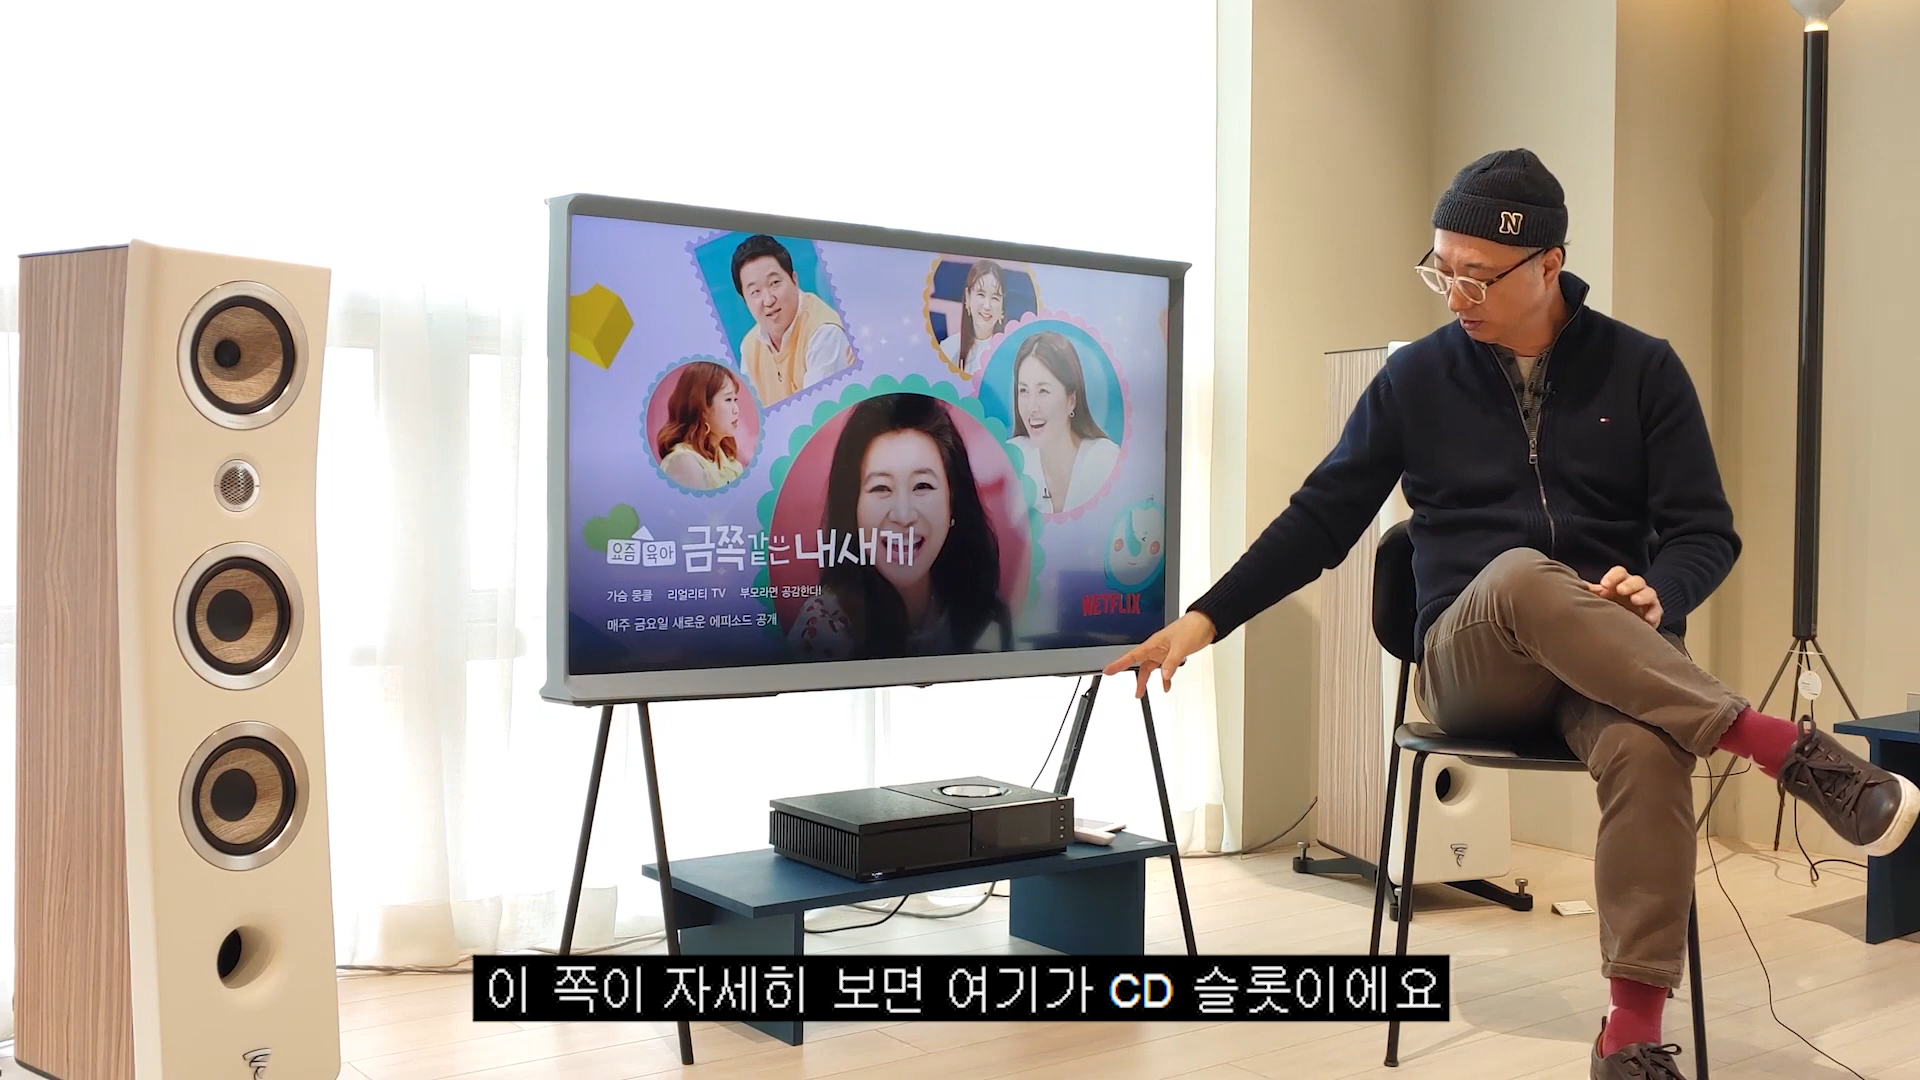 N
요즘 육아 금쪽같은 내새끼
가슴 뭉클 리얼리티 TV 부모라면 공감한다!
매주 금요일 새로운 에피소드 공개
NETFLIX
이 쪽이 자세히 보면 여기가 CD 슬롯이에요